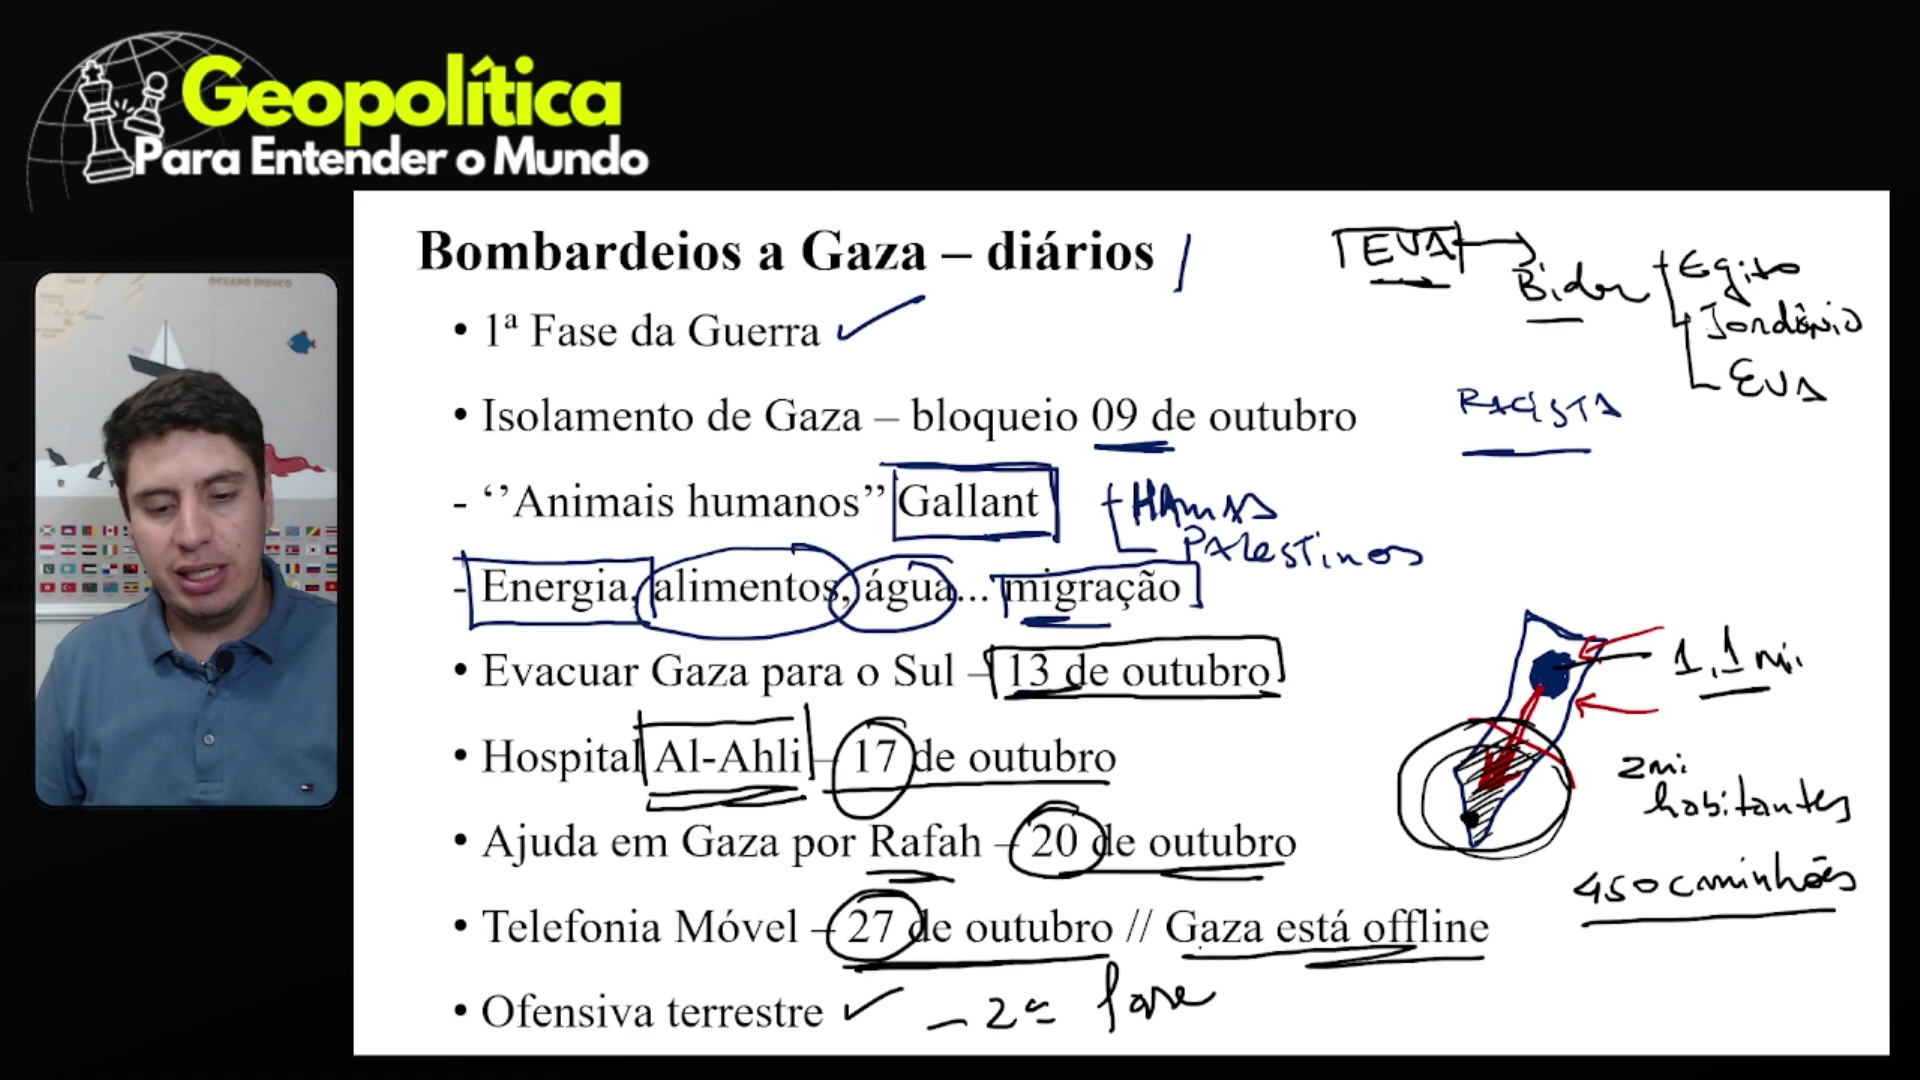 Geopolítica
Para Entender o Mundo
OCEANO ÍNDICO
Bombardeios a Gaza – diários
EUA
Biden
Egito
Jordânia
EUA
• 1ª Fase da Guerra
• Isolamento de Gaza – bloqueio 09 de outubro
RACISTA
- ‘’Animais humanos’’ Gallant
HAMAS
PALESTINOS
- Energia, alimentos, água... migração
• Evacuar Gaza para o Sul – 13 de outubro
1,1 mi.
• Hospital Al-Ahli – 17 de outubro
2 mi
habitantes
• Ajuda em Gaza por Rafah – 20 de outubro
450 caminhões
• Telefonia Móvel – 27 de outubro // Gaza está offline
• Ofensiva terrestre – 2ª fase